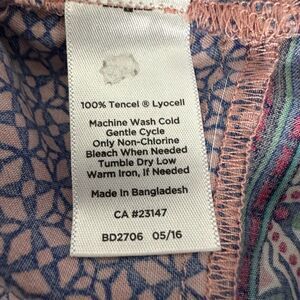 100% Tencel ® Lyocell
Machine Wash Cold
Gentle Cycle
Only Non-Chlorine
Bleach When Needed
Tumble Dry Low
Warm Iron, If Needed
Made In Bangladesh
CA #23147
BD2706 05/16